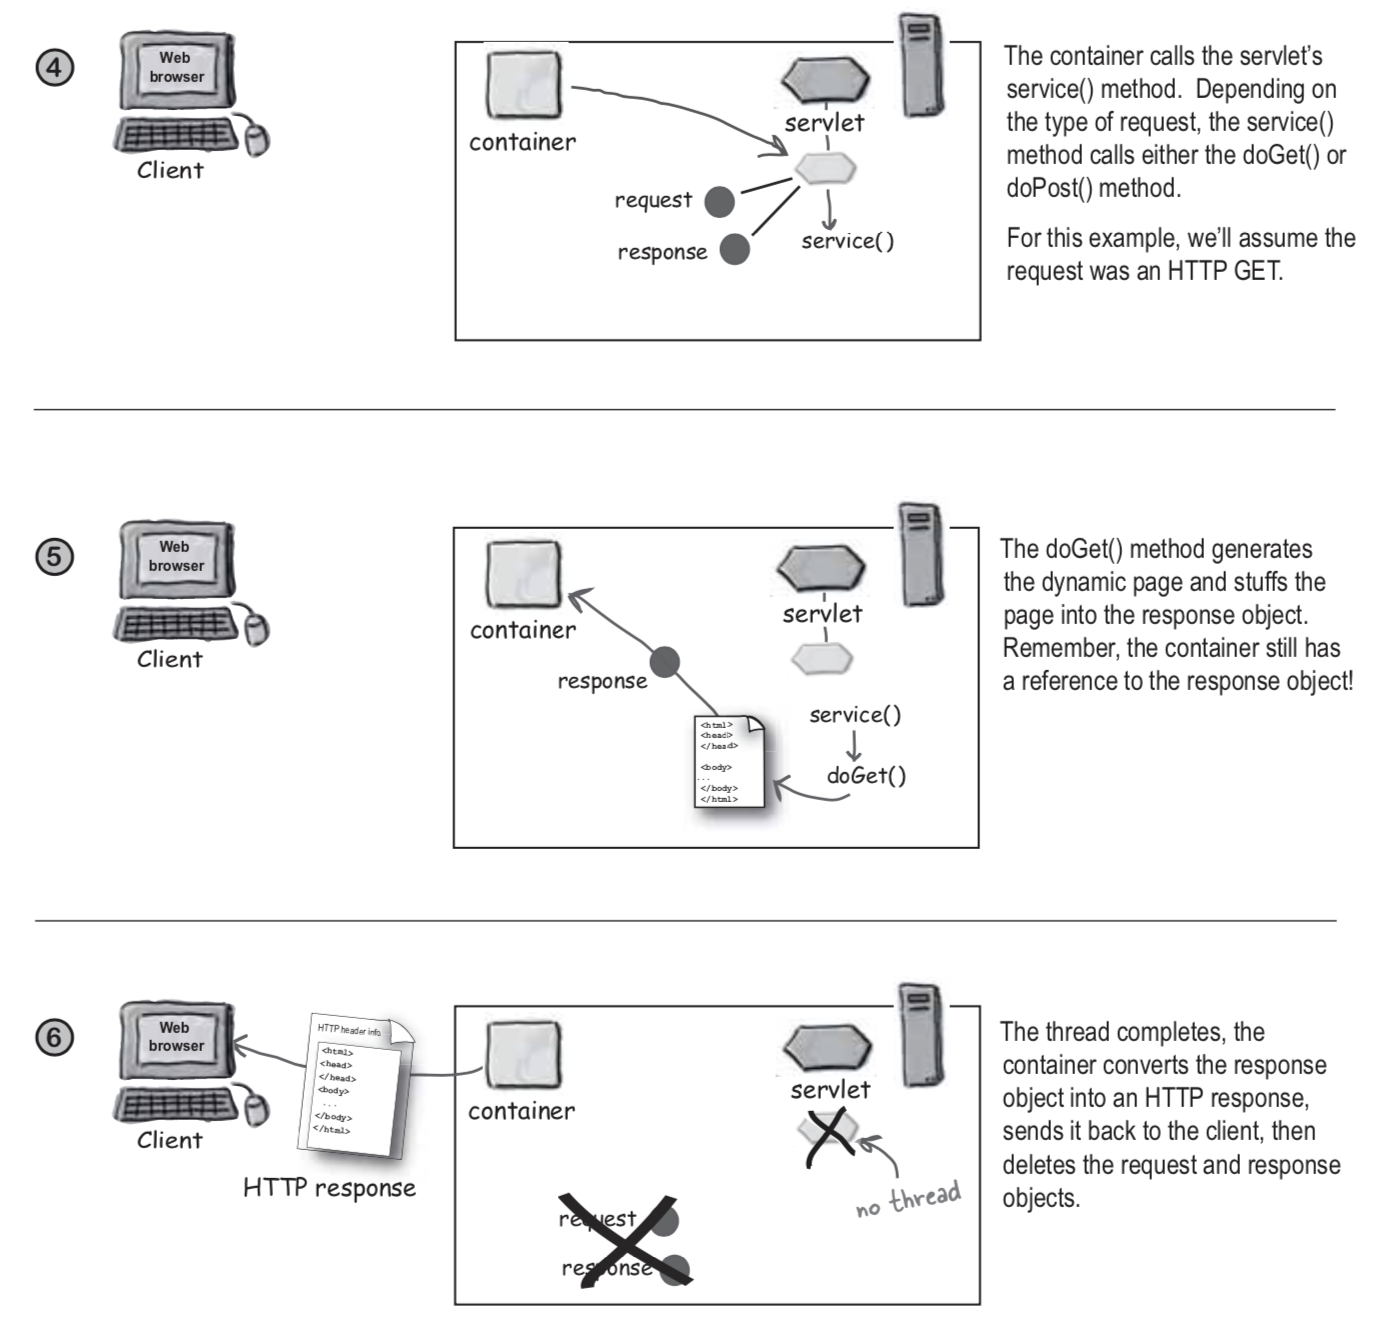 4
Web
browser
Client
container
servlet
request
response
service()
The container calls the servlet's
service() method. Depending on
the type of request, the service()
method calls either the doGet() or
doPost() method.
For this example, we'll assume the
request was an HTTP GET.
5
Web
browser
Client
container
servlet
response
<html>
<head>
</head>
<body>
...
</body>
</html>
service()
doGet()
The doGet() method generates
the dynamic page and stuffs the
page into the response object.
Remember, the container still has
a reference to the response object!
6
Web
browser
Client
HTTP header info
<html>
<head>
</head>
<body>
...
</body>
</html>
HTTP response
container
servlet
no thread
request
response
The thread completes, the
container converts the response
object into an HTTP response,
sends it back to the client, then
deletes the request and response
objects.